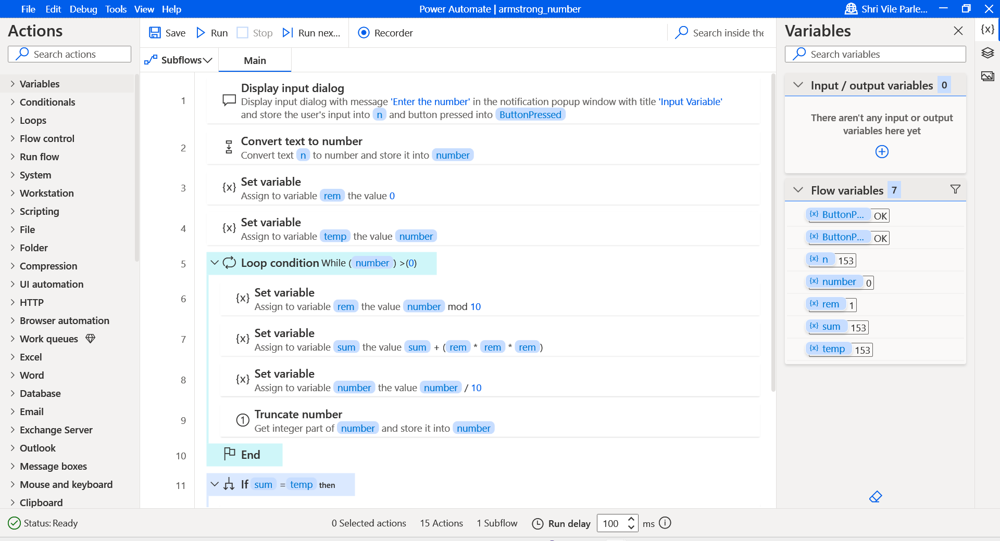 File Edit Debug Tools View Help
Power Automate | armstrong_number
Shri Vile Parle...
Actions
Search actions
Variables
Conditionals
Loops
Flow control
Run flow
System
Workstation
Scripting
File
Folder
Compression
UI automation
HTTP
Browser automation
Work queues
Excel
Word
Database
Email
Exchange Server
Outlook
Message boxes
Mouse and keyboard
Clipboard
Save Run Stop Run nex... Recorder
Search inside the
Subflows Main
1
Display input dialog
Display input dialog with message 'Enter the number' in the notification popup window with title 'Input Variable'
and store the user's input into n and button pressed into ButtonPressed
2
Convert text to number
Convert text n to number and store it into number
3
{x} Set variable
Assign to variable rem the value 0
4
{x} Set variable
Assign to variable temp the value number
5
Loop condition While ( number ) >(0)
6
{x} Set variable
Assign to variable rem the value number mod 10
7
{x} Set variable
Assign to variable sum the value sum + ( rem * rem * rem )
8
{x} Set variable
Assign to variable number the value number / 10
9
1 Truncate number
Get integer part of number and store it into number
10
End
11
If sum = temp then
Variables
{x}
Search variables
Input / output variables 0
There aren't any input or output
variables here yet
Flow variables 7
{x} ButtonP... OK
{x} ButtonP... OK
{x} n 153
{x} number 0
{x} rem 1
{x} sum 153
{x} temp 153
Status: Ready
0 Selected actions 15 Actions 1 Subflow Run delay 100 ms